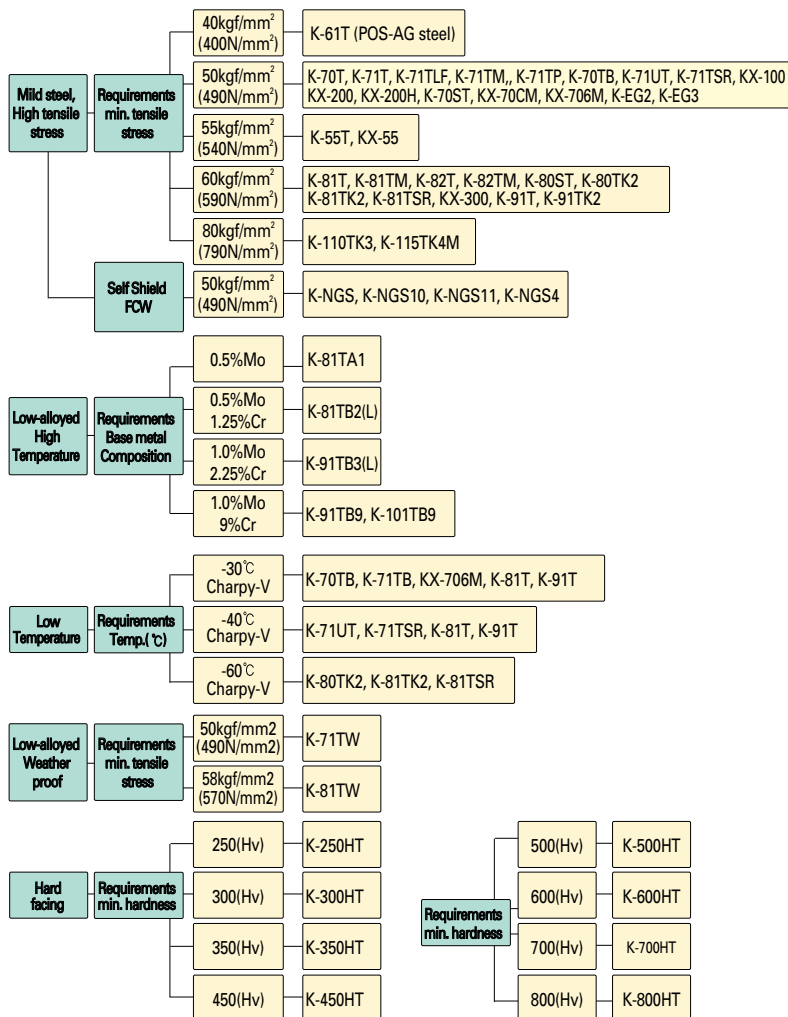 Mild steel,
High tensile
stress
Requirements
min. tensile
stress
40kgf/mm²
(400N/mm²)
K-61T (POS-AG steel)
50kgf/mm²
(490N/mm²)
K-70T, K-71T, K-71TLF, K-71TM,, K-71TP, K-70TB, K-71UT, K-71TSR, KX-100
KX-200, KX-200H, K-70ST, KX-70CM, KX-706M, K-EG2, K-EG3
55kgf/mm²
(540N/mm²)
K-55T, KX-55
60kgf/mm²
(590N/mm²)
K-81T, K-81TM, K-82T, K-82TM, K-80ST, K-80TK2
K-81TK2, K-81TSR, KX-300, K-91T, K-91TK2
80kgf/mm²
(790N/mm²)
K-110TK3, K-115TK4M
Self Shield
FCW
50kgf/mm²
(490N/mm²)
K-NGS, K-NGS10, K-NGS11, K-NGS4
Low-alloyed
High
Temperature
Requirements
Base metal
Composition
0.5%Mo
K-81TA1
0.5%Mo
1.25%Cr
K-81TB2(L)
1.0%Mo
2.25%Cr
K-91TB3(L)
1.0%Mo
9%Cr
K-91TB9, K-101TB9
Low
Temperature
Requirements
Temp.(℃)
-30℃
Charpy-V
K-70TB, K-71TB, KX-706M, K-81T, K-91T
-40℃
Charpy-V
K-71UT, K-71TSR, K-81T, K-91T
-60℃
Charpy-V
K-80TK2, K-81TK2, K-81TSR
Low-alloyed
Weather
proof
Requirements
min. tensile
stress
50kgf/mm2
(490N/mm2)
K-71TW
58kgf/mm2
(570N/mm2)
K-81TW
Hard
facing
Requirements
min. hardness
250(Hv)
K-250HT
300(Hv)
K-300HT
350(Hv)
K-350HT
450(Hv)
K-450HT
Requirements
min. hardness
500(Hv)
K-500HT
600(Hv)
K-600HT
700(Hv)
K-700HT
800(Hv)
K-800HT